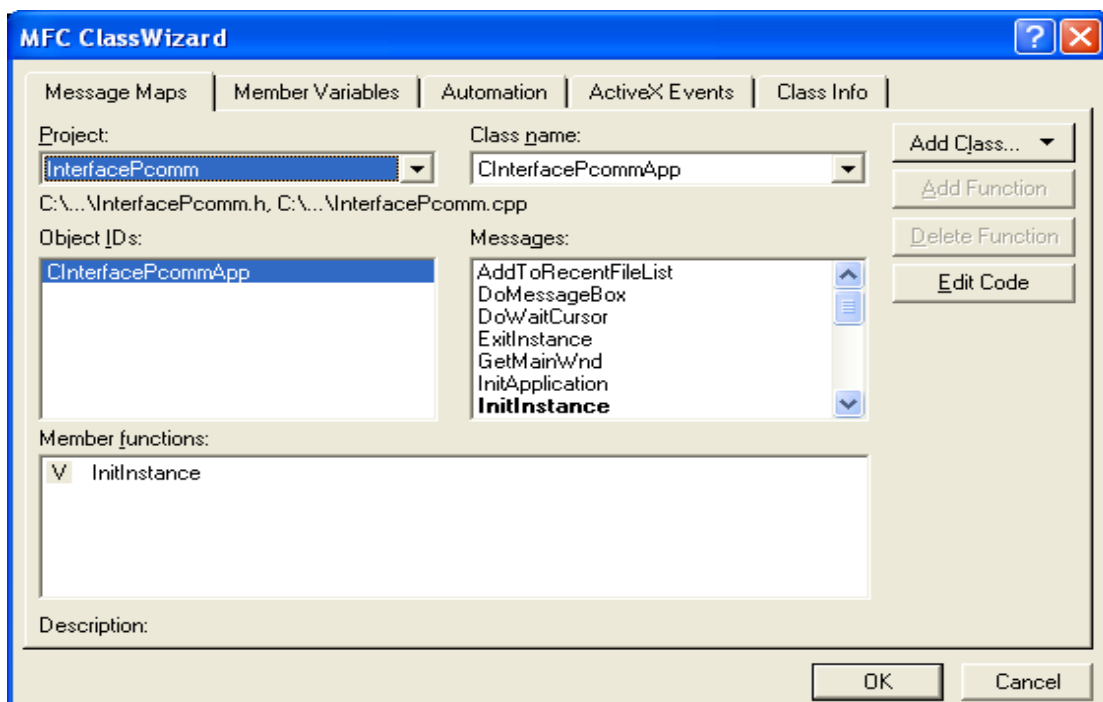 MFC ClassWizard
Message Maps Member Variables Automation ActiveX Events Class Info
Project: Class name:
InterfacePcomm CInterfacePcommApp
Add Class...
C:\...\InterfacePcomm.h, C:\...\InterfacePcomm.cpp
Add Function
Object IDs: Messages:
Delete Function
CInterfacePcommApp
AddToRecentFileList
DoMessageBox
DoWaitCursor
ExitInstance
GetMainWnd
InitApplication
InitInstance
Edit Code
Member functions:
V InitInstance
Description:
OK Cancel